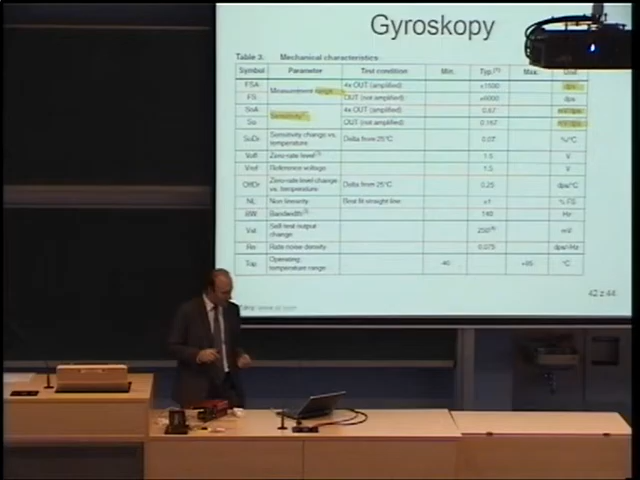 Gyroskopy
Table 3. Mechanical characteristics
Symbol Parameter Test condition Min. Typ. Max. Unit
FSA Measurement range 4x OUT (amplified) ±1500 dps
FS OUT (not amplified) ±6000 dps
SoA Sensitivity 4x OUT (amplified) 0.67 mV/dps
So OUT (not amplified) 0.167 mV/dps
SoDr Sensitivity change vs. temperature Delta from 25°C 0.07 %/°C
Voff Zero-rate level 1.5 V
Vref Reference voltage 1.5 V
OffDr Zero-rate level change vs. temperature Delta from 25°C 0.25 dps/°C
NL Non linearity Best fit straight line ±1 % FS
BW Bandwidth 140 Hz
Vst Self-test output change 250 mV
Rn Rate noise density 0.075
Top Operating temperature range -40 +85 °C
42 z 44